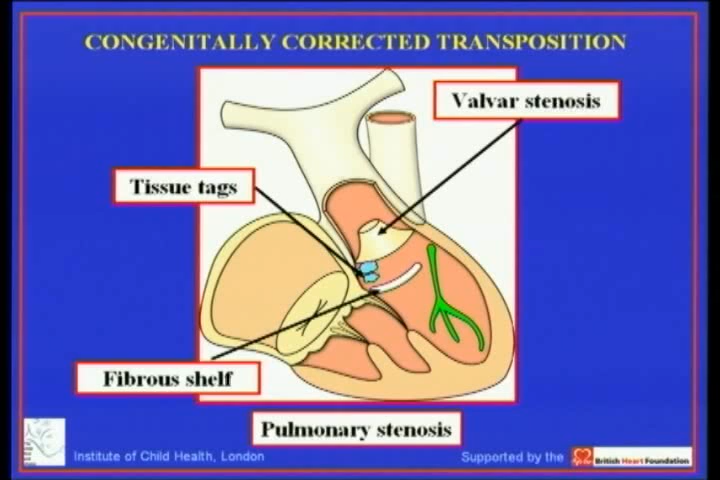 CONGENITALLY CORRECTED TRANSPOSITION
Valvar stenosis
Tissue tags
Fibrous shelf
Pulmonary stenosis
Institute of Child Health, London
Supported by the
British Heart Foundation